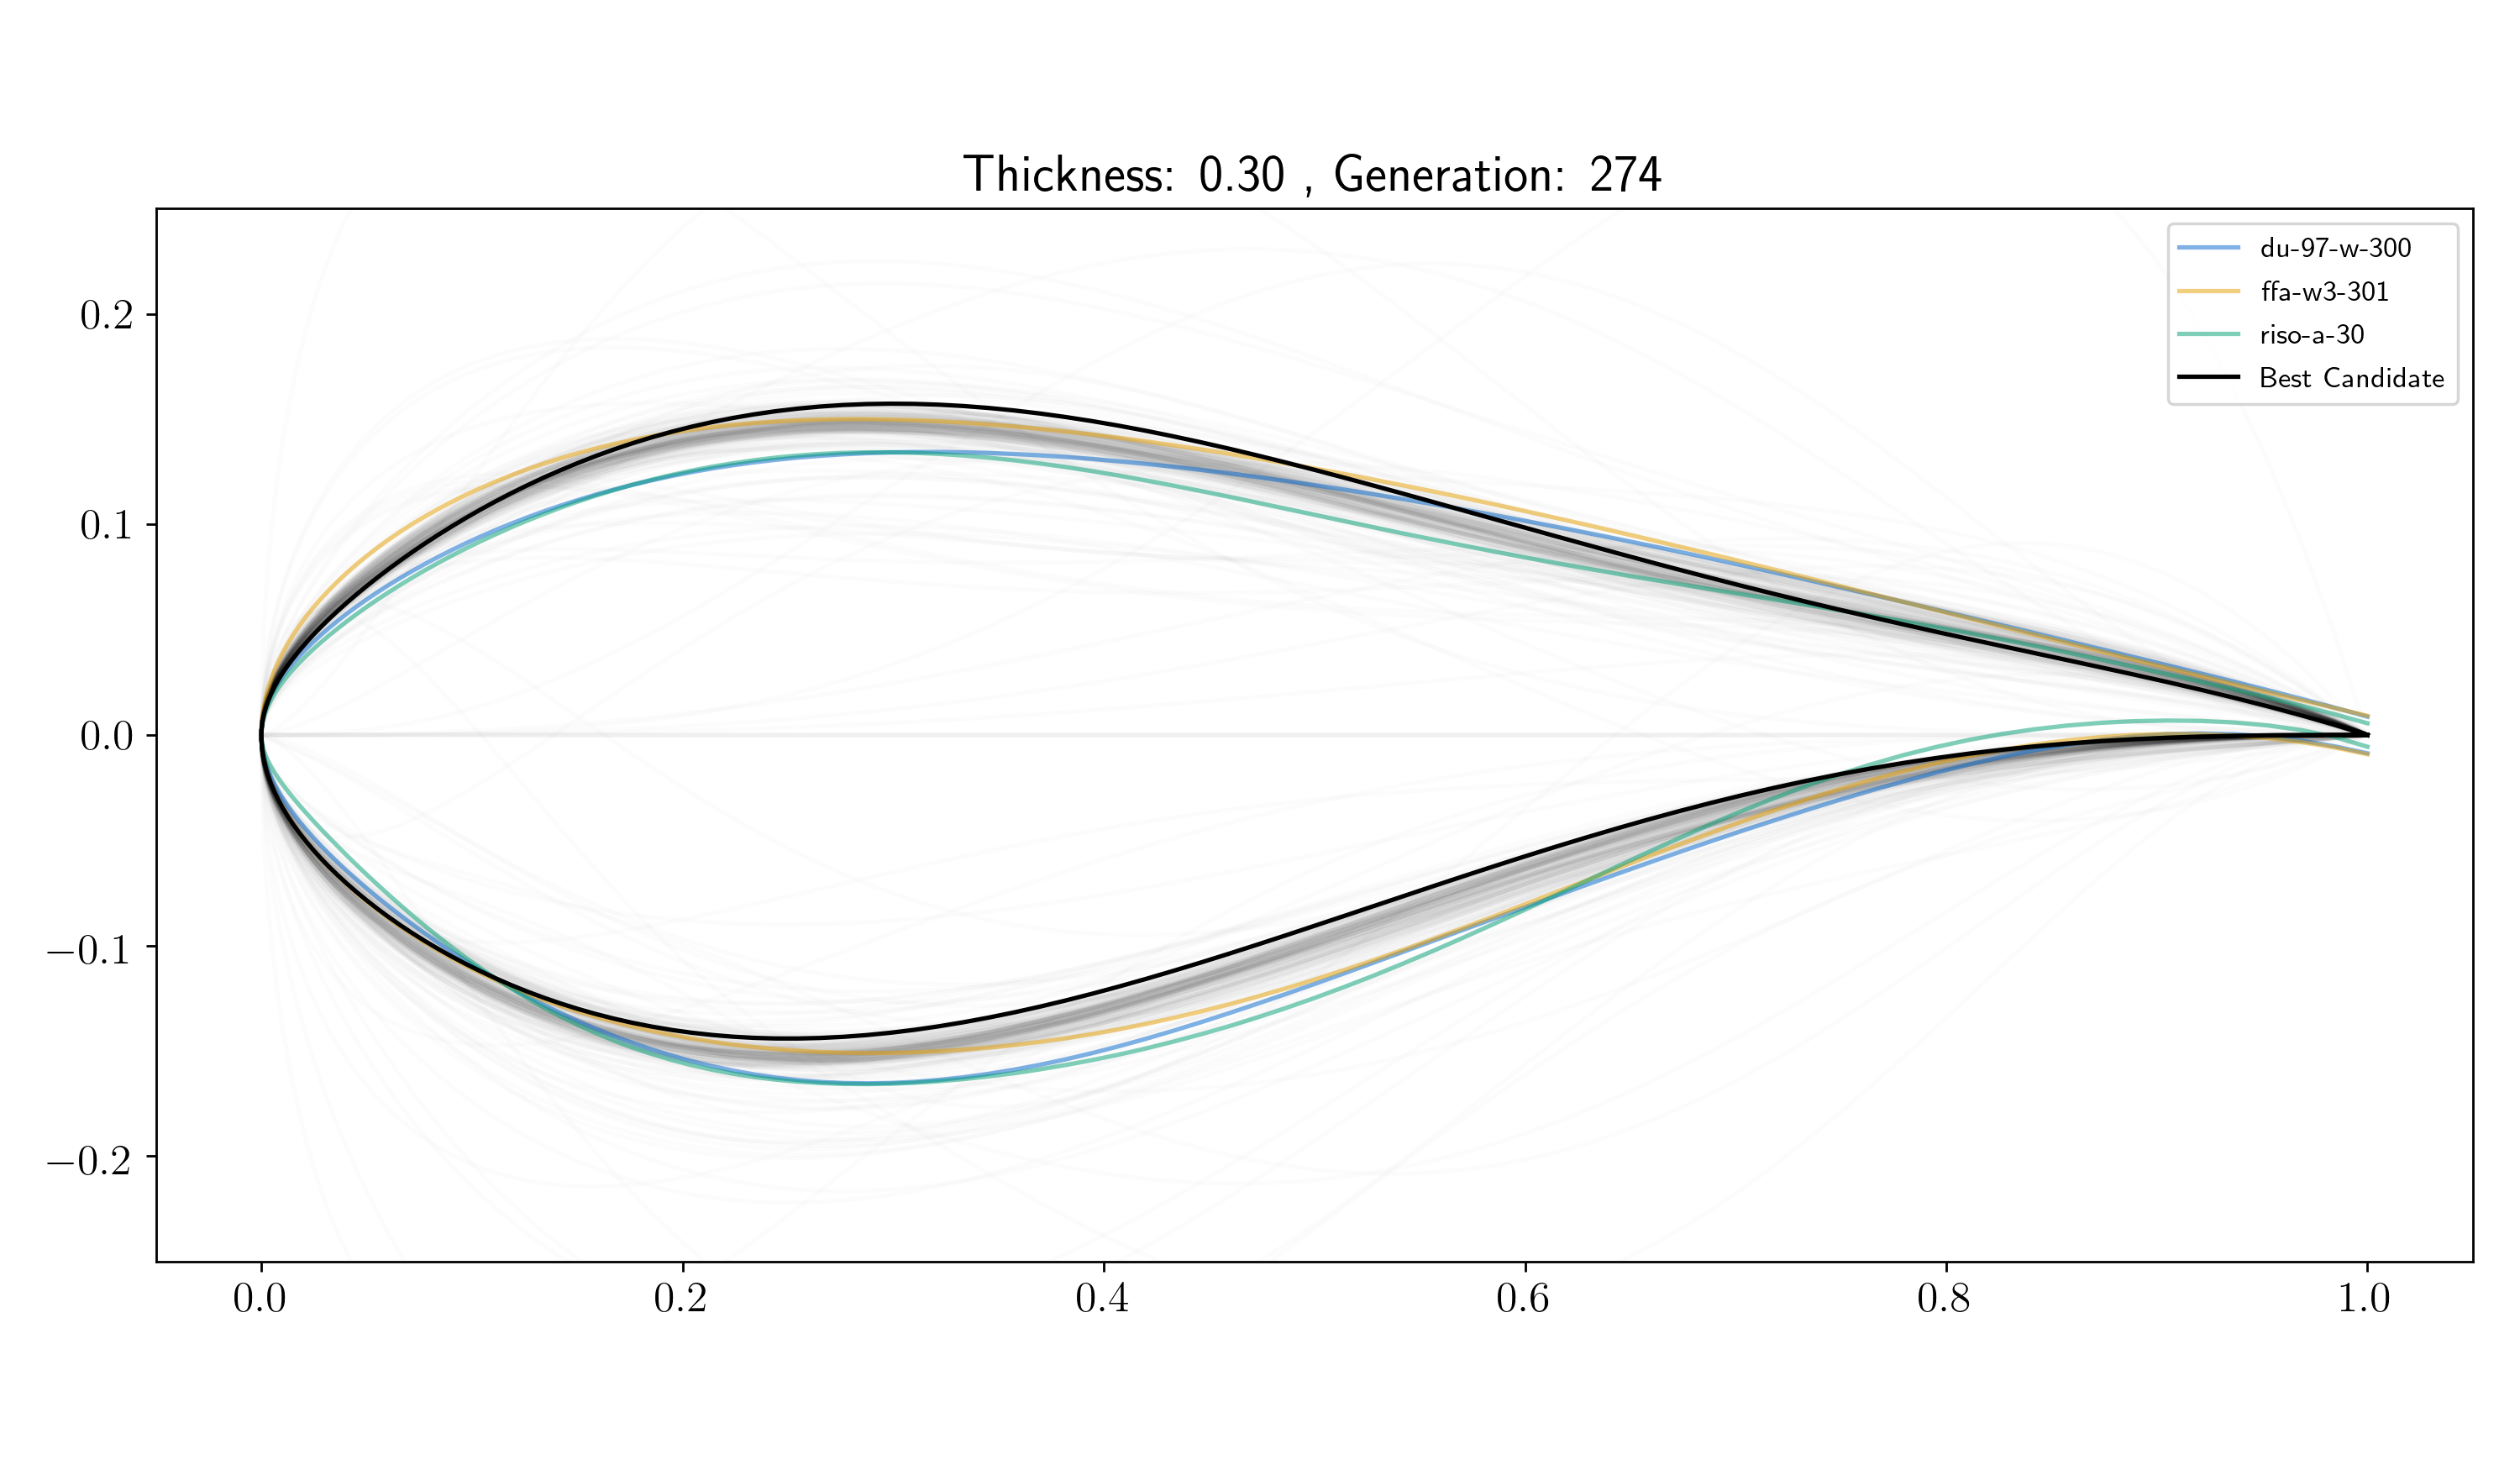 Thickness: 0.30 , Generation: 274
du-97-w-300
ffa-w3-301
riso-a-30
Best Candidate
0.2
0.1
0.0
−0.1
−0.2
0.0 0.2 0.4 0.6 0.8 1.0